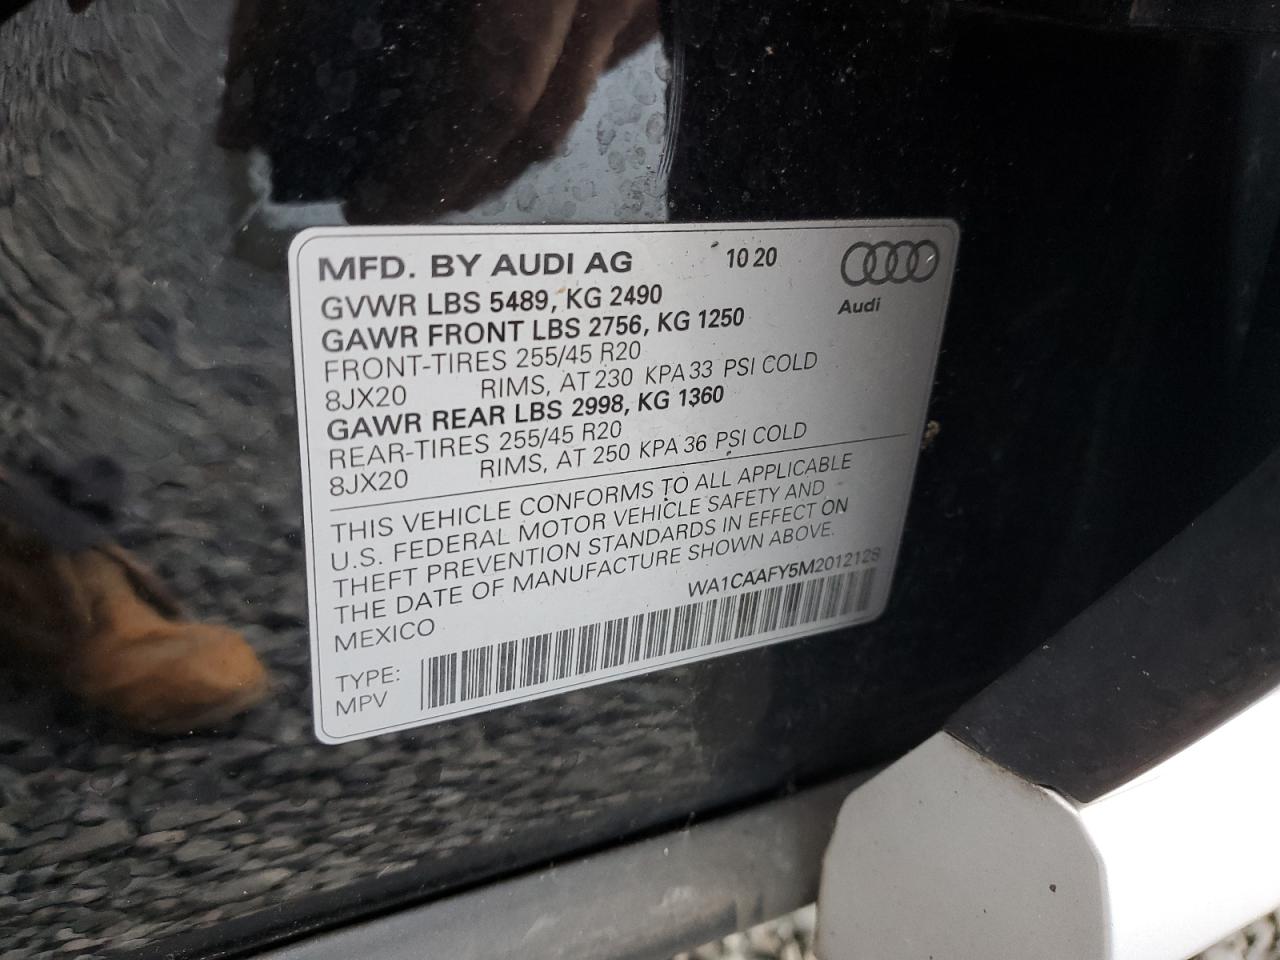 MFD. BY AUDI AG 10 20
Audi
GVWR LBS 5489, KG 2490
GAWR FRONT LBS 2756, KG 1250
FRONT-TIRES 255/45 R20
8JX20 RIMS, AT 230 KPA 33 PSI COLD
GAWR REAR LBS 2998, KG 1360
REAR-TIRES 255/45 R20
8JX20 RIMS, AT 250 KPA 36 PSI COLD
THIS VEHICLE CONFORMS TO ALL APPLICABLE
U.S. FEDERAL MOTOR VEHICLE SAFETY AND
THEFT PREVENTION STANDARDS IN EFFECT ON
THE DATE OF MANUFACTURE SHOWN ABOVE.
MEXICO
WA1CAAFY5M2012128
TYPE:
MPV